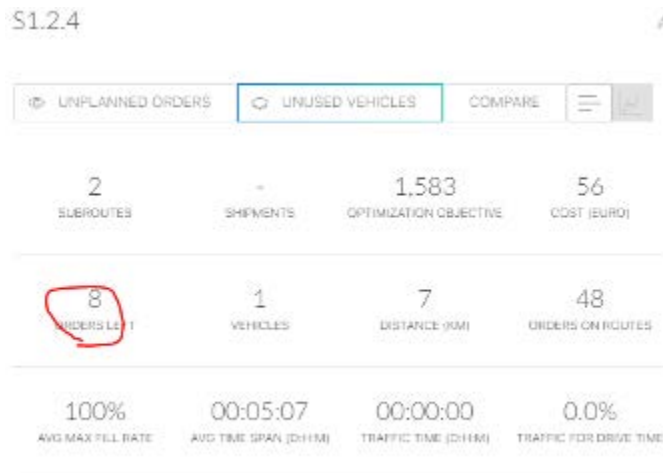 S1.2.4
UNPLANNED ORDERS UNUSED VEHICLES COMPARE
2 - 1,583 56
SUBROUTES SHIPMENTS OPTIMIZATION OBJECTIVE COST (EURO)
8 1 7 48
ORDERS LEFT VEHICLES DISTANCE (KM) ORDERS ON ROUTES
100% 00:05:07 00:00:00 0.0%
AVG MAX FILL RATE AVG TIME SPAN (D:H:M) TRAFFIC TIME (D:H:M) TRAFFIC FOR DRIVE TIME